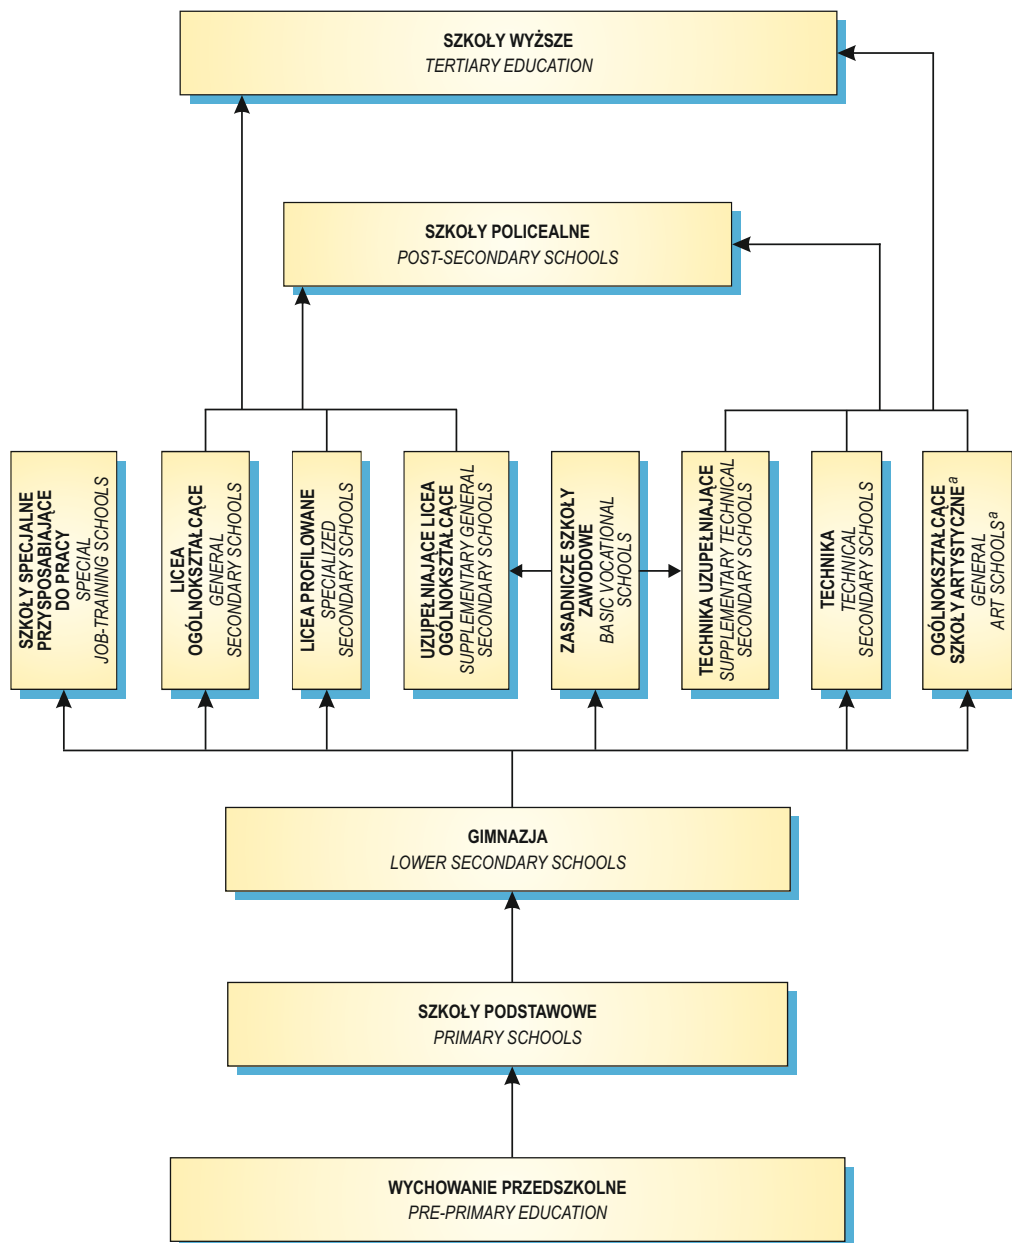 SZKOŁY WYŻSZE
TERTIARY EDUCATION
SZKOŁY POLICEALNE
POST-SECONDARY SCHOOLS
SZKOŁY SPECJALNE
PRZYSPOSABIAJĄCE
DO PRACY
SPECIAL
JOB-TRAINING SCHOOLS
LICEA
OGÓLNOKSZTAŁCĄCE
GENERAL
SECONDARY SCHOOLS
LICEA PROFILOWANE
SPECIALIZED
SECONDARY SCHOOLS
UZUPEŁNIAJĄCE LICEA
OGÓLNOKSZTAŁCĄCE
SUPPLEMENTARY GENERAL
SECONDARY SCHOOLS
ZASADNICZE SZKOŁY
ZAWODOWE
BASIC VOCATIONAL
SCHOOLS
TECHNIKA UZUPEŁNIAJĄCE
SUPPLEMENTARY TECHNICAL
SECONDARY SCHOOLS
TECHNIKA
TECHNICAL
SECONDARY SCHOOLS
OGÓLNOKSZTAŁCĄCE
SZKOŁY ARTYSTYCZNE a
GENERAL
ART SCHOOLS a
GIMNAZJA
LOWER SECONDARY SCHOOLS
SZKOŁY PODSTAWOWE
PRIMARY SCHOOLS
WYCHOWANIE PRZEDSZKOLNE
PRE-PRIMARY EDUCATION